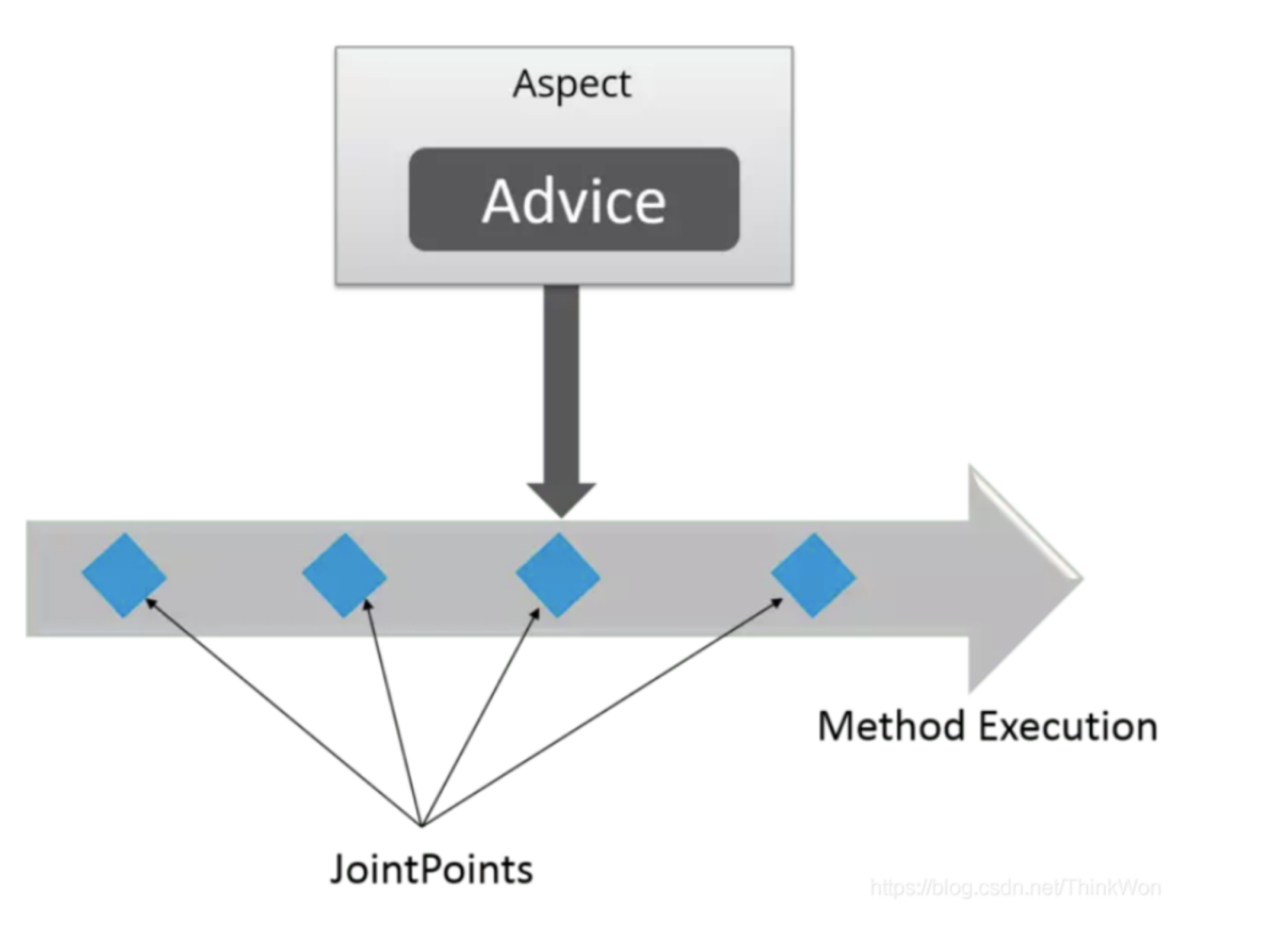 Aspect
Advice
Method Execution
JointPoints
https://blog.csdn.net/ThinkWon